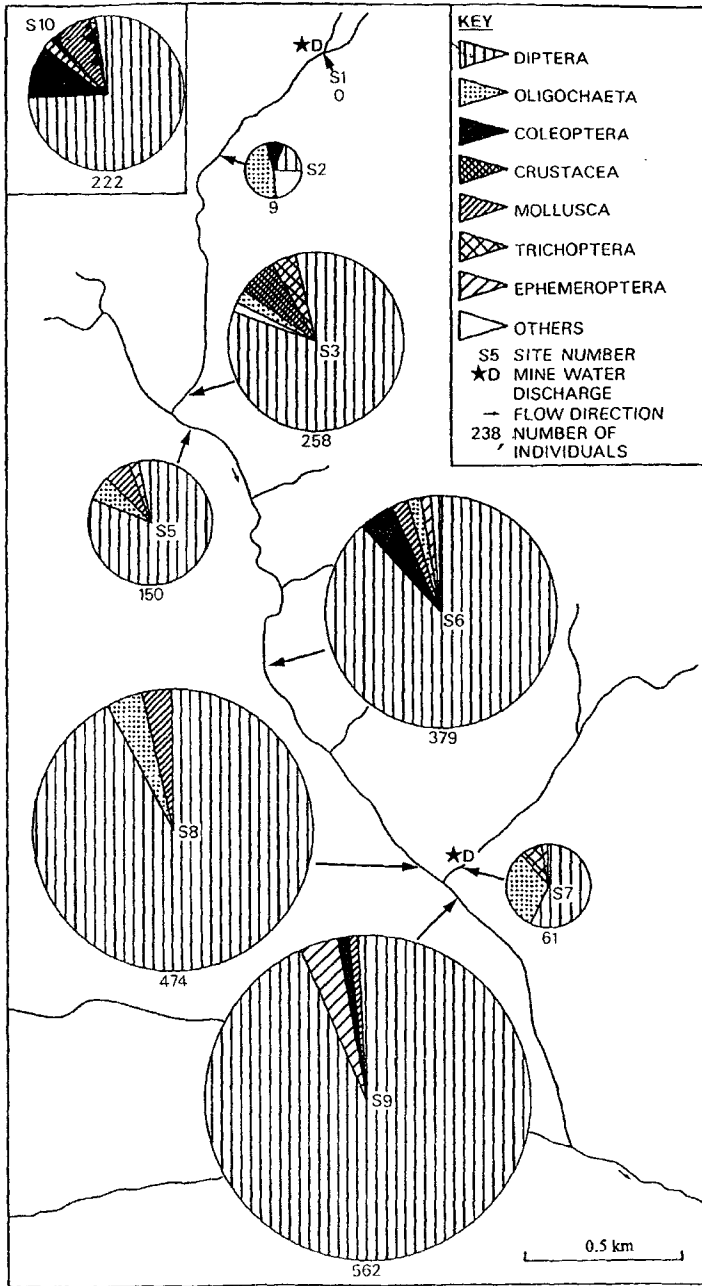 S10
222
★D
S1
0
S2
9
S3
258
S5
150
S6
379
S8
474
★D
S7
61
S9
562
KEY
DIPTERA
OLIGOCHAETA
COLEOPTERA
CRUSTACEA
MOLLUSCA
TRICHOPTERA
EPHEMEROPTERA
OTHERS
S5 SITE NUMBER
★D MINE WATER
DISCHARGE
→ FLOW DIRECTION
238 NUMBER OF
INDIVIDUALS
0.5 km